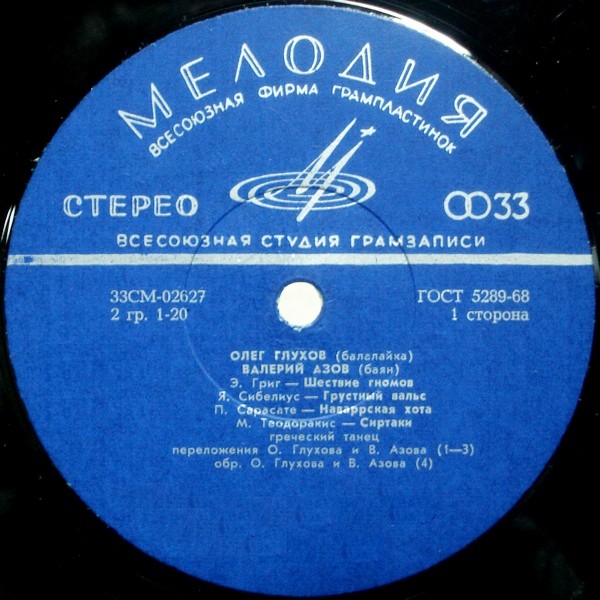 МЕЛОДИЯ
ВСЕСОЮЗНАЯ ФИРМА ГРАМПЛАСТИНОК
СТЕРЕО
33
ВСЕСОЮЗНАЯ СТУДИЯ ГРАМЗАПИСИ
33СМ-02627 ГОСТ 5289-68
2 гр. 1-20 1 сторона
ОЛЕГ ГЛУХОВ (балалайка)
ВАЛЕРИЙ АЗОВ (баян)
Э. Григ — Шествие гномов
Я. Сибелиус — Грустный вальс
П. Сарасате — Наваррская хота
М. Теодоракис — Сиртаки
греческий танец
переложения О. Глухова и В. Азова (1—3)
обр. О. Глухова и В. Азова (4)